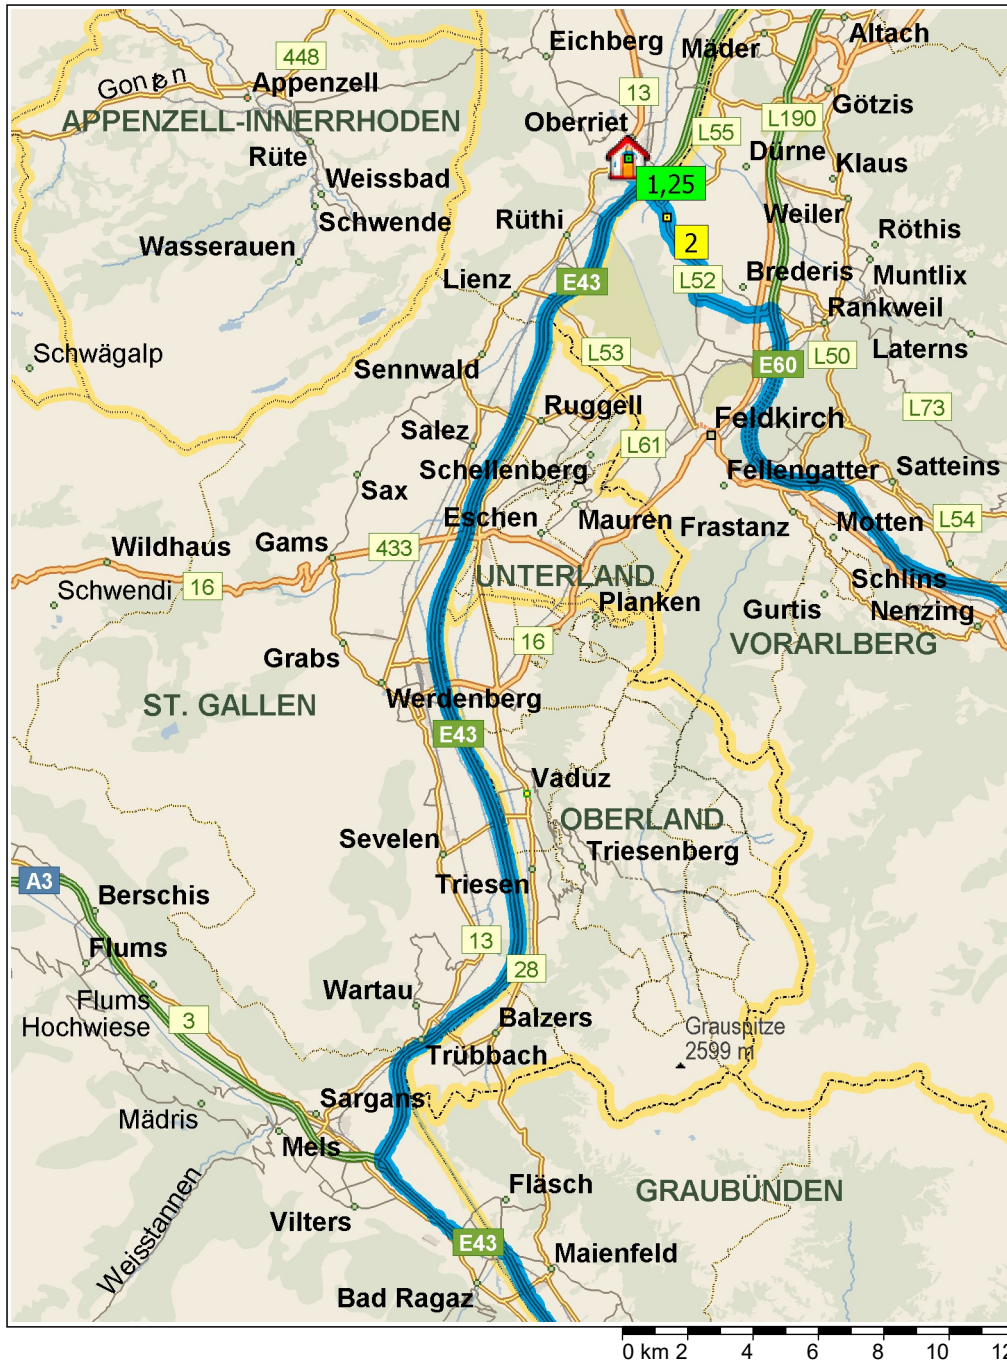 Eichberg
Mäder
Altach
448
Gonten
Appenzell
13
Götzis
APPENZELL-INNERRHODEN
Oberriet
L55
L190
Rüte
Dürne
Klaus
Weissbad
1,25
Schwende
Rüthi
Weiler
Wasserauen
2
Röthis
Lienz
E43
L52
Brederis
Muntlix
Rankweil
Schwägalp
Sennwald
L53
E60
L50
Laterns
Ruggell
L73
Salez
L61
Feldkirch
Schellenberg
Fellengatter
Satteins
Sax
Eschen
Mauren
Frastanz
Motten
L54
Wildhaus
Gams
433
UNTERLAND
Schlins
Schwendi
16
Planken
Gurtis
Nenzing
16
VORARLBERG
Grabs
ST. GALLEN
Werdenberg
E43
Vaduz
OBERLAND
Sevelen
Triesenberg
A3
Triesen
Berschis
Flums
13
28
Flums
Hochwiese
Wartau
3
Balzers
Grauspitze
2599 m
Trübbach
Mädris
Sargans
Mels
Weisstannen
Fläsch
GRAUBÜNDEN
Vilters
E43
Maienfeld
Bad Ragaz
0 km 2 4 6 8 10 12